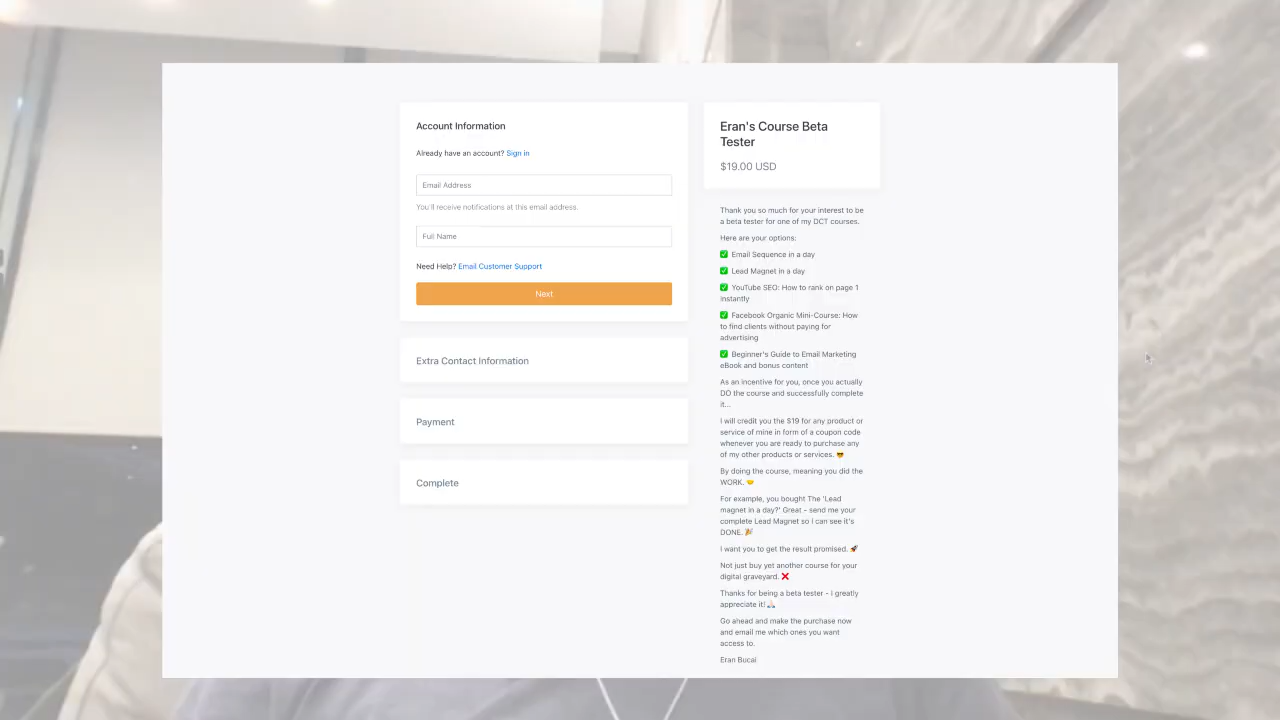 Account Information
Already have an account? Sign in
Email Address
You'll receive notifications at this email address.
Full Name
Need Help? Email Customer Support
Next
Extra Contact Information
Payment
Complete
Eran's Course Beta
Tester
$19.00 USD
Thank you so much for your interest to be
a beta tester for one of my DCT courses.
Here are your options:
✅ Email Sequence in a day
✅ Lead Magnet in a day
✅ YouTube SEO: How to rank on page 1
instantly
✅ Facebook Organic Mini-Course: How
to find clients without paying for
advertising
✅ Beginner's Guide to Email Marketing
eBook and bonus content
As an incentive for you, once you actually
DO the course and successfully complete
it...
I will credit you the $19 for any product or
service of mine in form of a coupon code
whenever you are ready to purchase any
of my other products or services. 😎
By doing the course, meaning you did the
WORK. 🤝
For example, you bought The 'Lead
magnet in a day?' Great - send me your
complete Lead Magnet so I can see it's
DONE. 🎉
I want you to get the result promised. 🚀
Not just buy yet another course for your
digital graveyard. ❌
Thanks for being a beta tester - I greatly
appreciate it! 🙏🏻
Go ahead and make the purchase now
and email me which ones you want
access to.
Eran Bucai